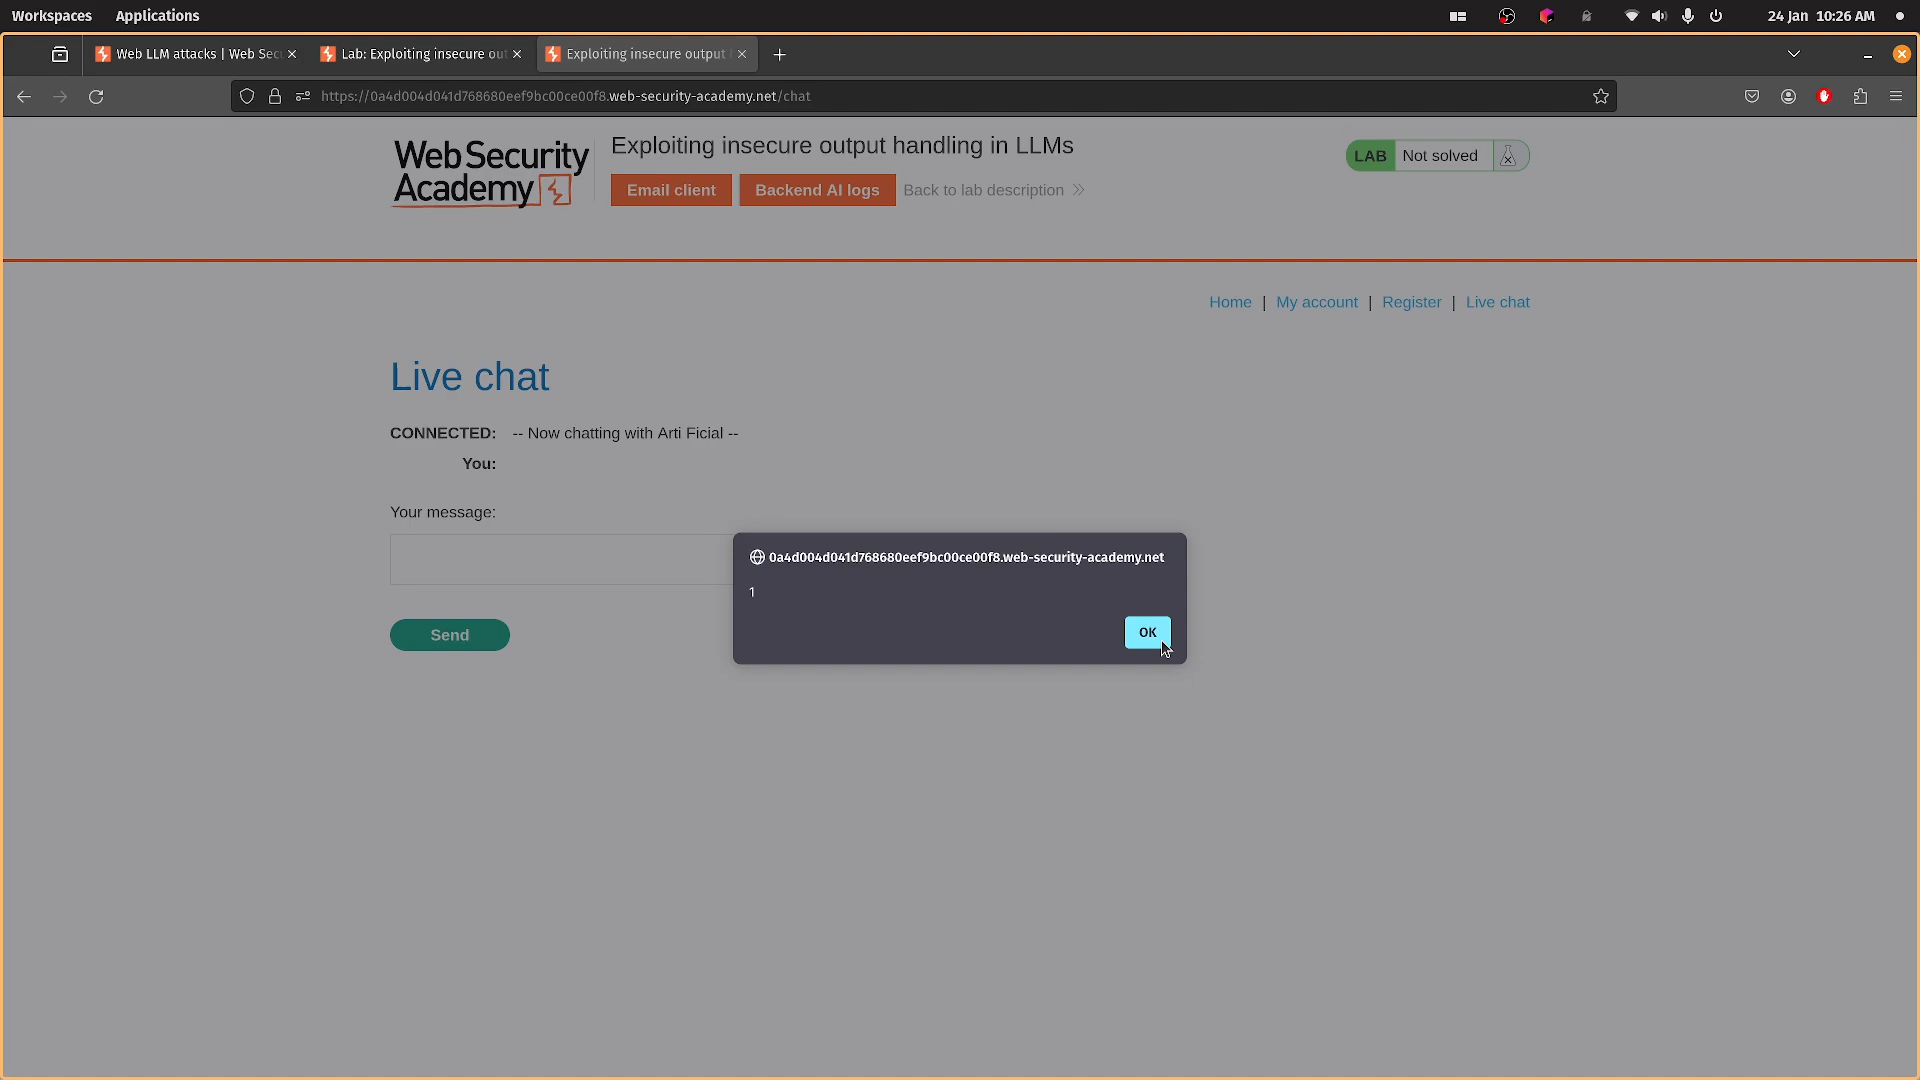 Workspaces Applications 24 Jan 10:26 AM
Web LLM attacks | Web Sec
Lab: Exploiting insecure ou
Exploiting insecure output
https://0a4d004d041d768680eef9bc00ce00f8.web-security-academy.net/chat
Web Security
Academy
Exploiting insecure output handling in LLMs
Email client Backend AI logs Back to lab description
LAB Not solved
Home | My account | Register | Live chat
Live chat
CONNECTED: -- Now chatting with Arti Ficial --
You:
Your message:
Send
0a4d004d041d768680eef9bc00ce00f8.web-security-academy.net
1
OK